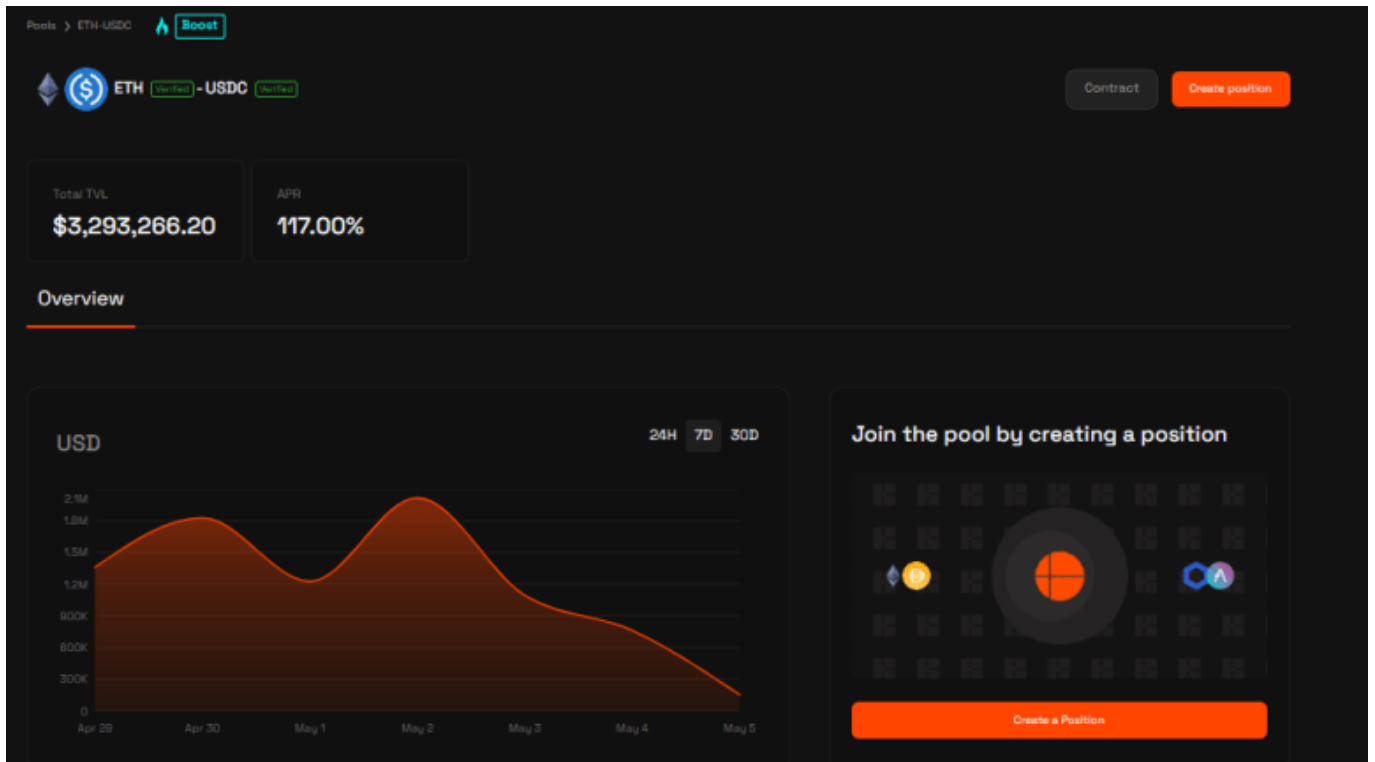 Pools > ETH-USDC Boost
ETH Verified - USDC Verified
Contract
Create position
Total TVL
$3,293,266.20
APR
117.00%
Overview
USD
24H 7D 30D
2.1M
1.8M
1.5M
1.2M
900K
600K
300K
0
Apr 29 Apr 30 May 1 May 2 May 3 May 4 May 5
Join the pool by creating a position
Create a Position